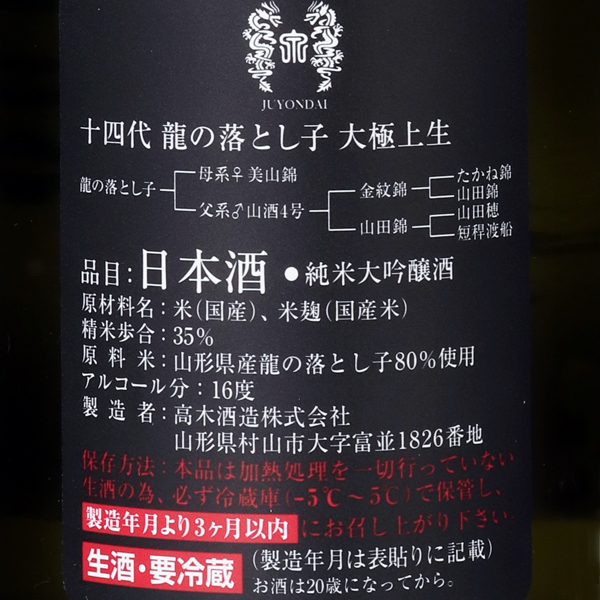 JUYONDAI
十四代 龍の落とし子 大極上生
龍の落とし子
母系♀美山錦
父系♂山酒4号
金紋錦
たかね錦
山田錦
山田錦
山田穂
短稈渡船
品目:日本酒 ●純米大吟醸酒
原材料名:米(国産)、米麹(国産米)
精米歩合:35%
原料米:山形県産龍の落とし子80%使用
アルコール分:16度
製造者:高木酒造株式会社
山形県村山市大字富並1826番地
保存方法:本品は加熱処理を一切行っていない
生酒の為、必ず冷蔵庫(-5℃～5℃)で保管し、
製造年月より3ヶ月以内にお召し上がり下さい。
生酒・要冷蔵
(製造年月は表貼りに記載)
お酒は20歳になってから。